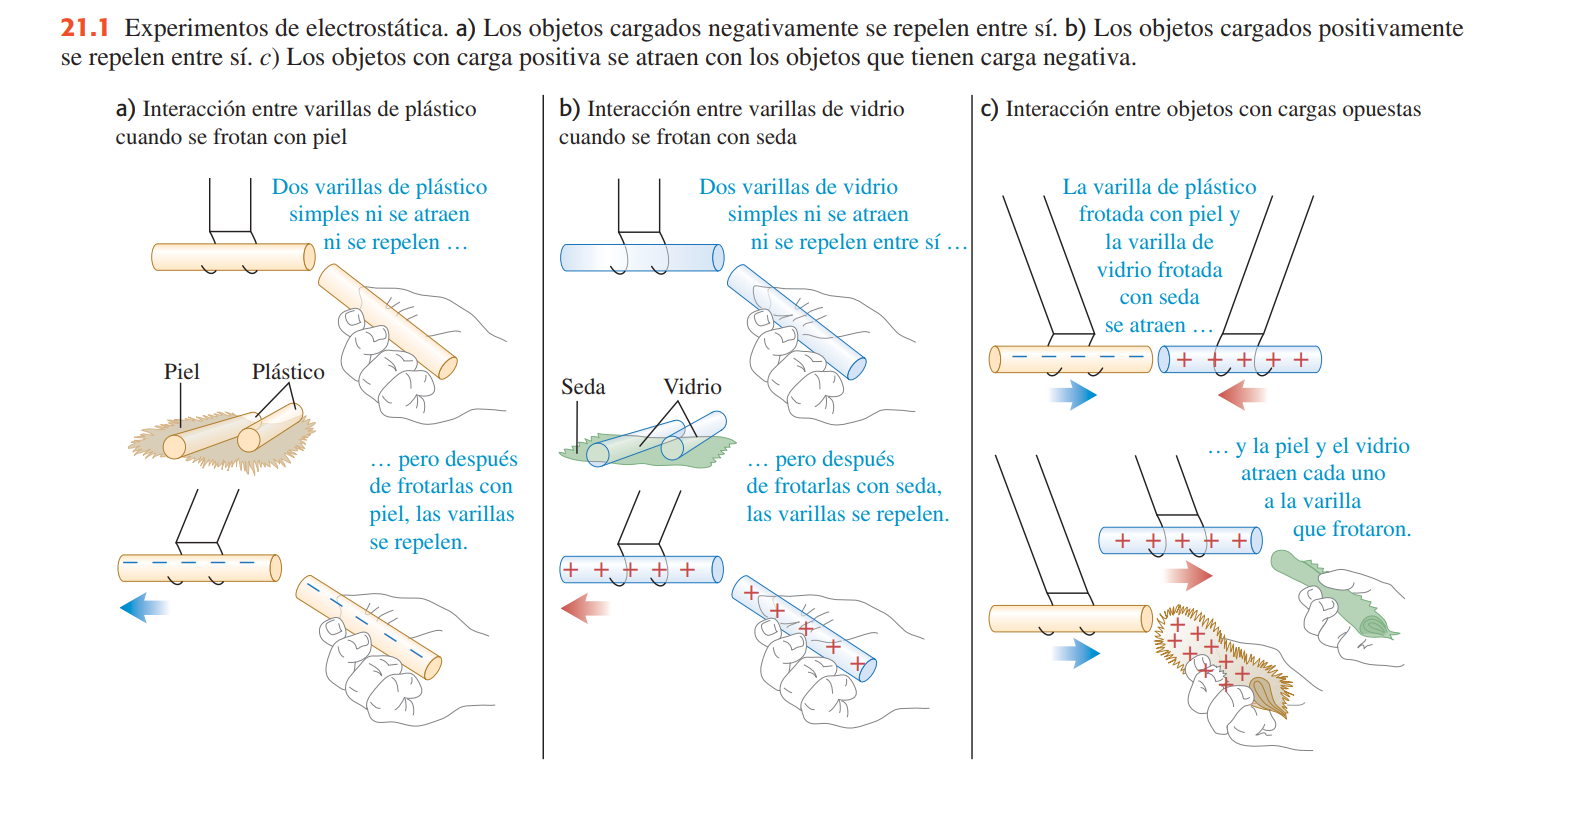 21.1 Experimentos de electrostática. a) Los objetos cargados negativamente se repelen entre sí. b) Los objetos cargados positivamente
se repelen entre sí. c) Los objetos con carga positiva se atraen con los objetos que tienen carga negativa.
a) Interacción entre varillas de plástico
cuando se frotan con piel
Dos varillas de plástico
simples ni se atraen
ni se repelen …
Piel
Plástico
… pero después
de frotarlas con
piel, las varillas
se repelen.
b) Interacción entre varillas de vidrio
cuando se frotan con seda
Dos varillas de vidrio
simples ni se atraen
ni se repelen entre sí …
Seda
Vidrio
… pero después
de frotarlas con seda,
las varillas se repelen.
c) Interacción entre objetos con cargas opuestas
La varilla de plástico
frotada con piel y
la varilla de
vidrio frotada
con seda
se atraen …
… y la piel y el vidrio
atraen cada uno
a la varilla
que frotaron.